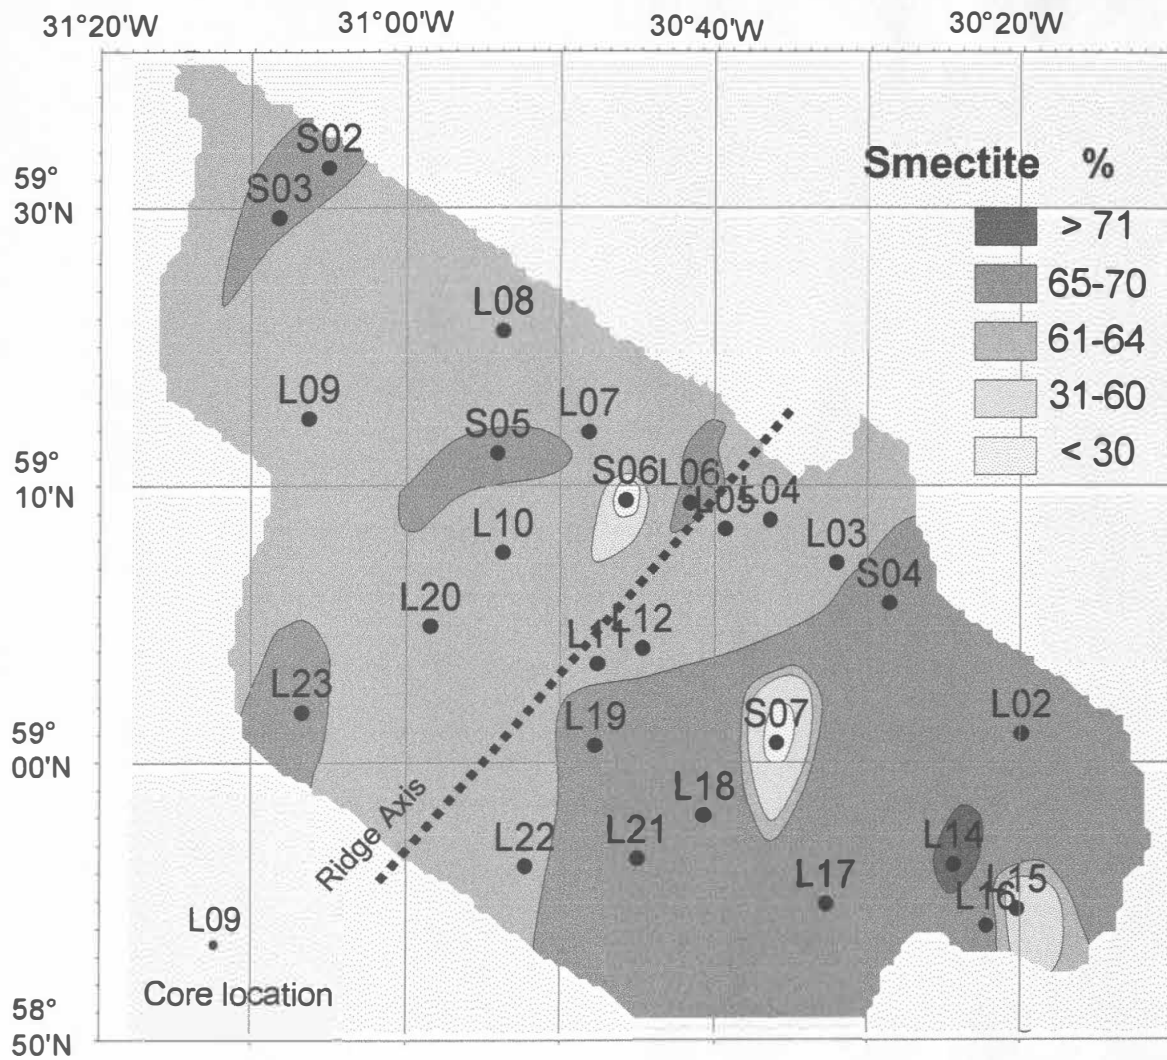 31°20'W 31°00'W 30°40'W 30°20'W
Smectite %
> 71
65-70
61-64
31-60
< 30
59°
30'N
59°
10'N
59°
00'N
58°
50'N
S02
S03
L08
L09
L07
S05
S06
L06
L05
L04
L10
L03
S04
L20
L12
L11
L23
L19
S07
L02
L18
L21
L22
L14
L17
L15
L16
Ridge Axis
L09
Core location